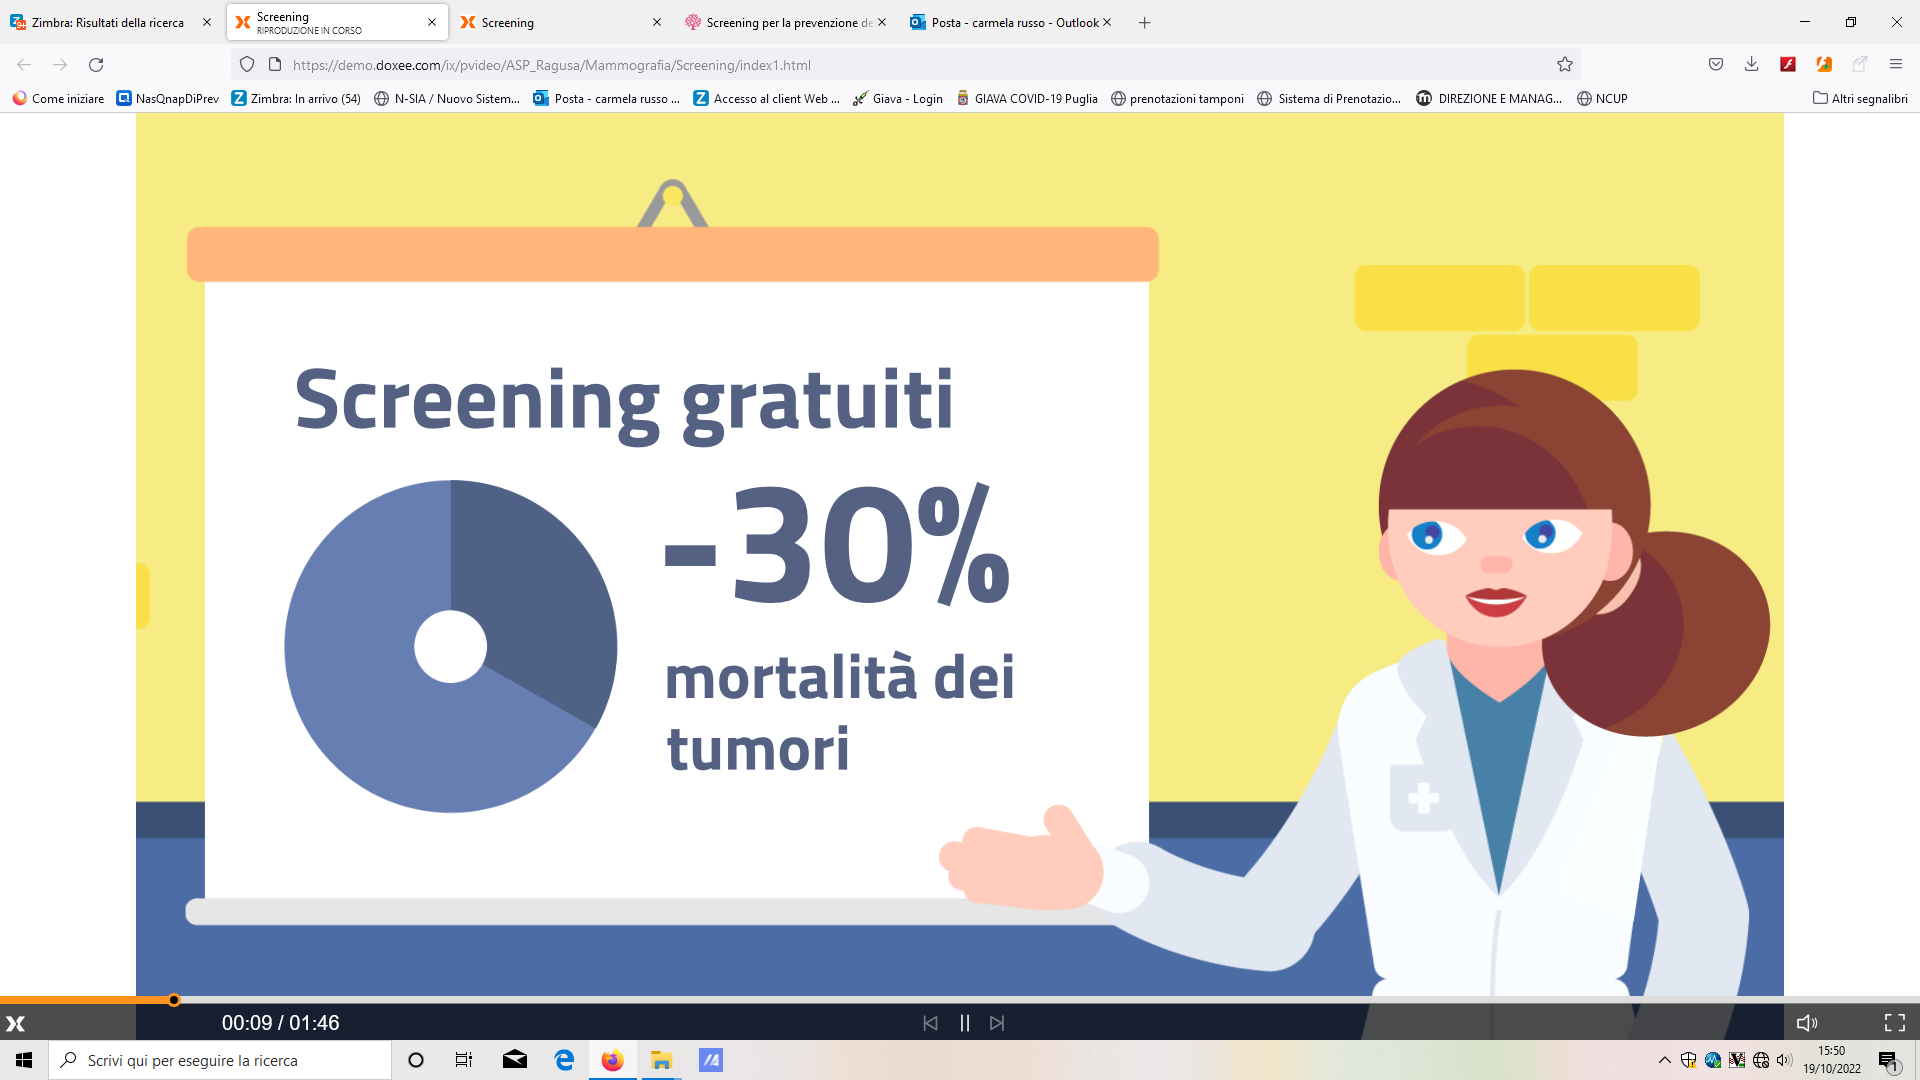 Zimbra: Risultati della ricerca
Screening
RIPRODUZIONE IN CORSO
Screening
Screening per la prevenzione de
Posta - carmela russo - Outlook
https://demo.doxee.com/ix/pvideo/ASP_Ragusa/Mammografia/Screening/index1.html
Come iniziare
NasQnapDiPrev
Zimbra: In arrivo (54)
N-SIA / Nuovo Sistem...
Posta - carmela russo ...
Accesso al client Web ...
Giava - Login
GIAVA COVID-19 Puglia
prenotazioni tamponi
Sistema di Prenotazio...
DIREZIONE E MANAG...
NCUP
Altri segnalibri
Screening gratuiti
-30%
mortalità dei
tumori
00:09 / 01:46
Scrivi qui per eseguire la ricerca
15:50
19/10/2022
1